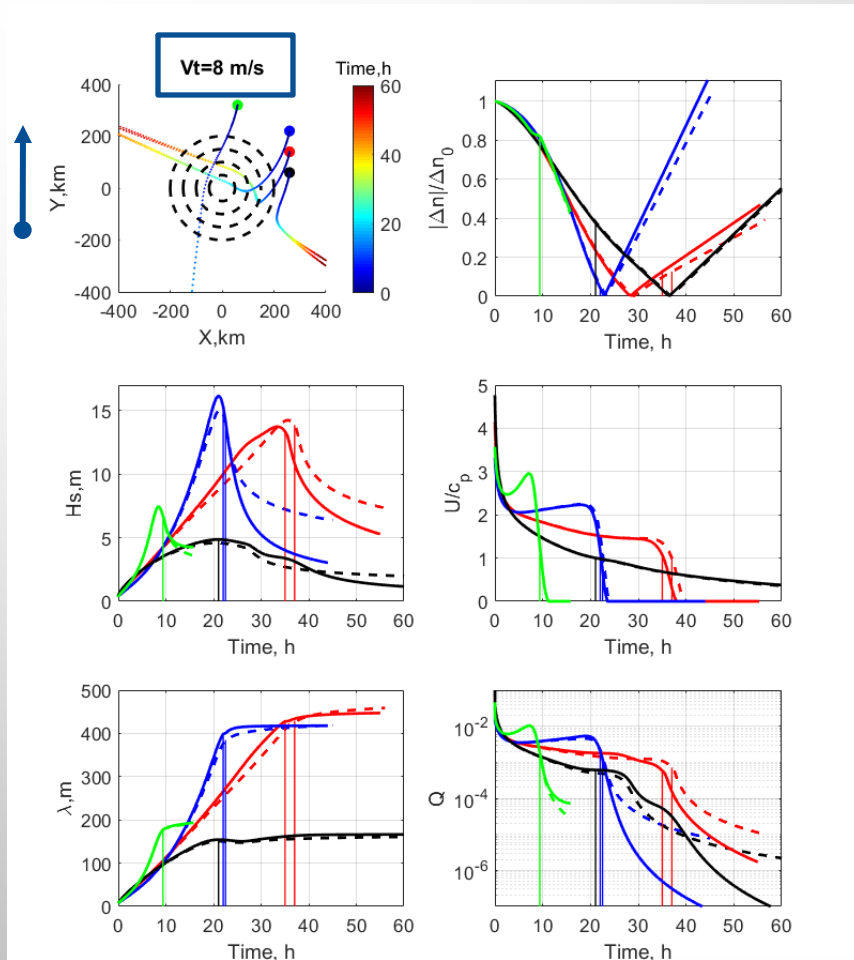 Vt=8 m/s
Time,h
400
200
0
-200
-400
Y,km
-400 -200 0 200 400
X,km
60
40
20
0
1
0.8
0.6
0.4
0.2
0
|Δn|/Δn0
0 10 20 30 40 50 60
Time, h
15
10
5
0
Hs,m
0 10 20 30 40 50 60
Time, h
5
4
3
2
1
0
U/cp
0 10 20 30 40 50 60
Time, h
500
400
300
200
100
0
λ,m
0 10 20 30 40 50 60
Time, h
10-2
10-4
10-6
Q
0 10 20 30 40 50 60
Time, h